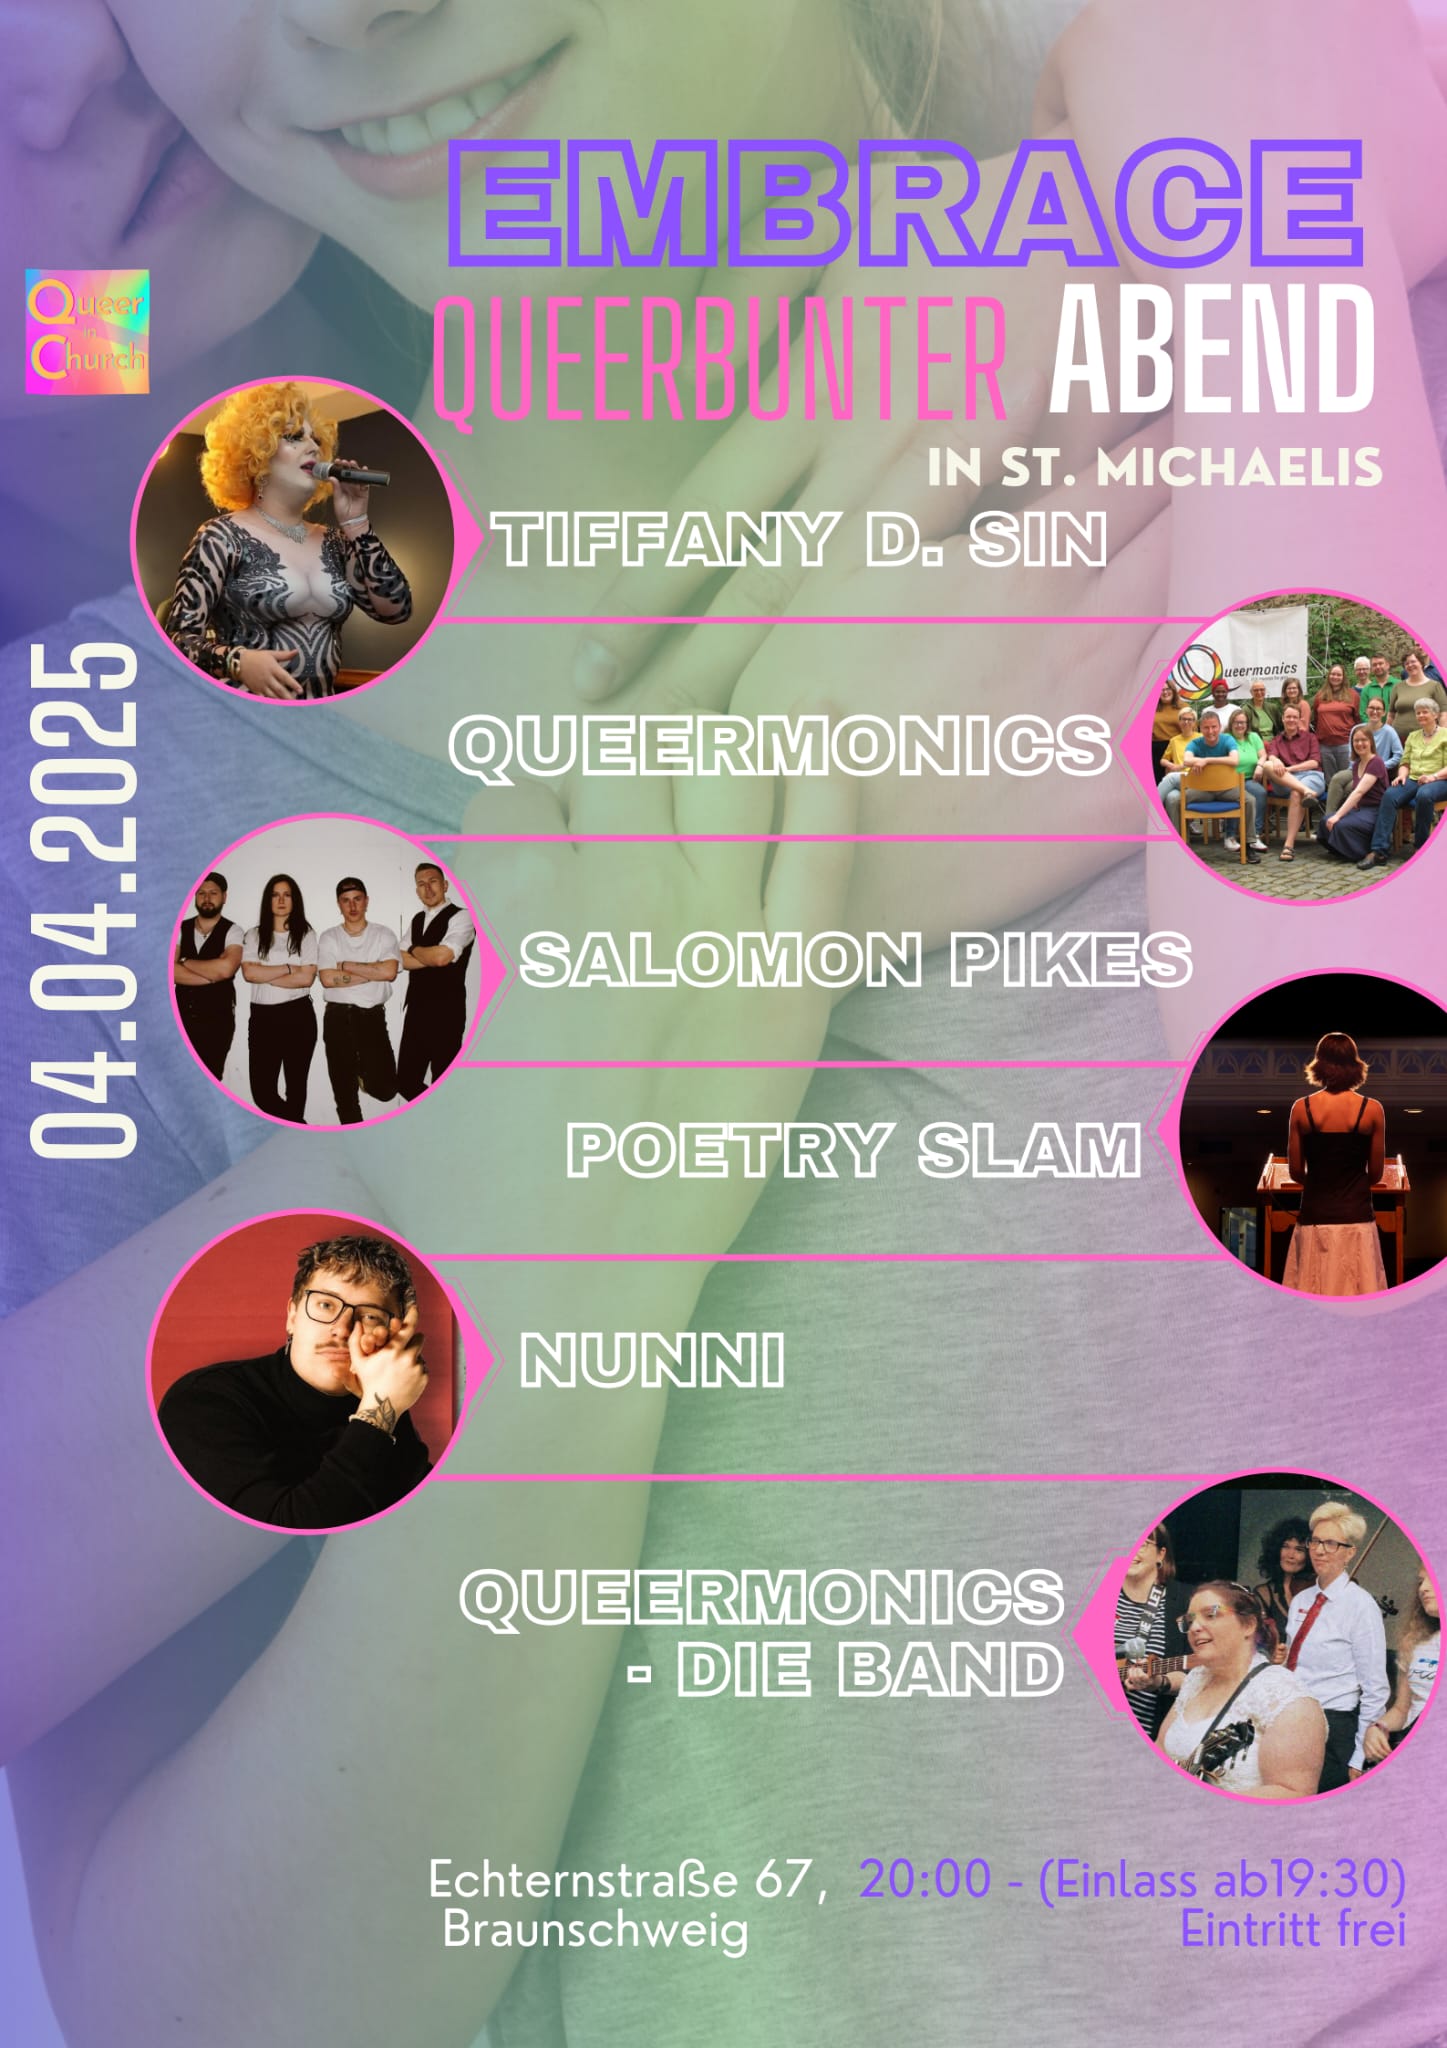 EMBRACE
QUEERBUNTER ABEND
IN ST. MICHAELIS
Queer
in
Church
04.04.2025
TIFFANY D. SIN
Queermonics
QUEERMONICS
SALOMON PIKES
POETRY SLAM
NUNNI
QUEERMONICS
- DIE BAND
Echternstraße 67,
Braunschweig
20:00 - (Einlass ab19:30)
Eintritt frei